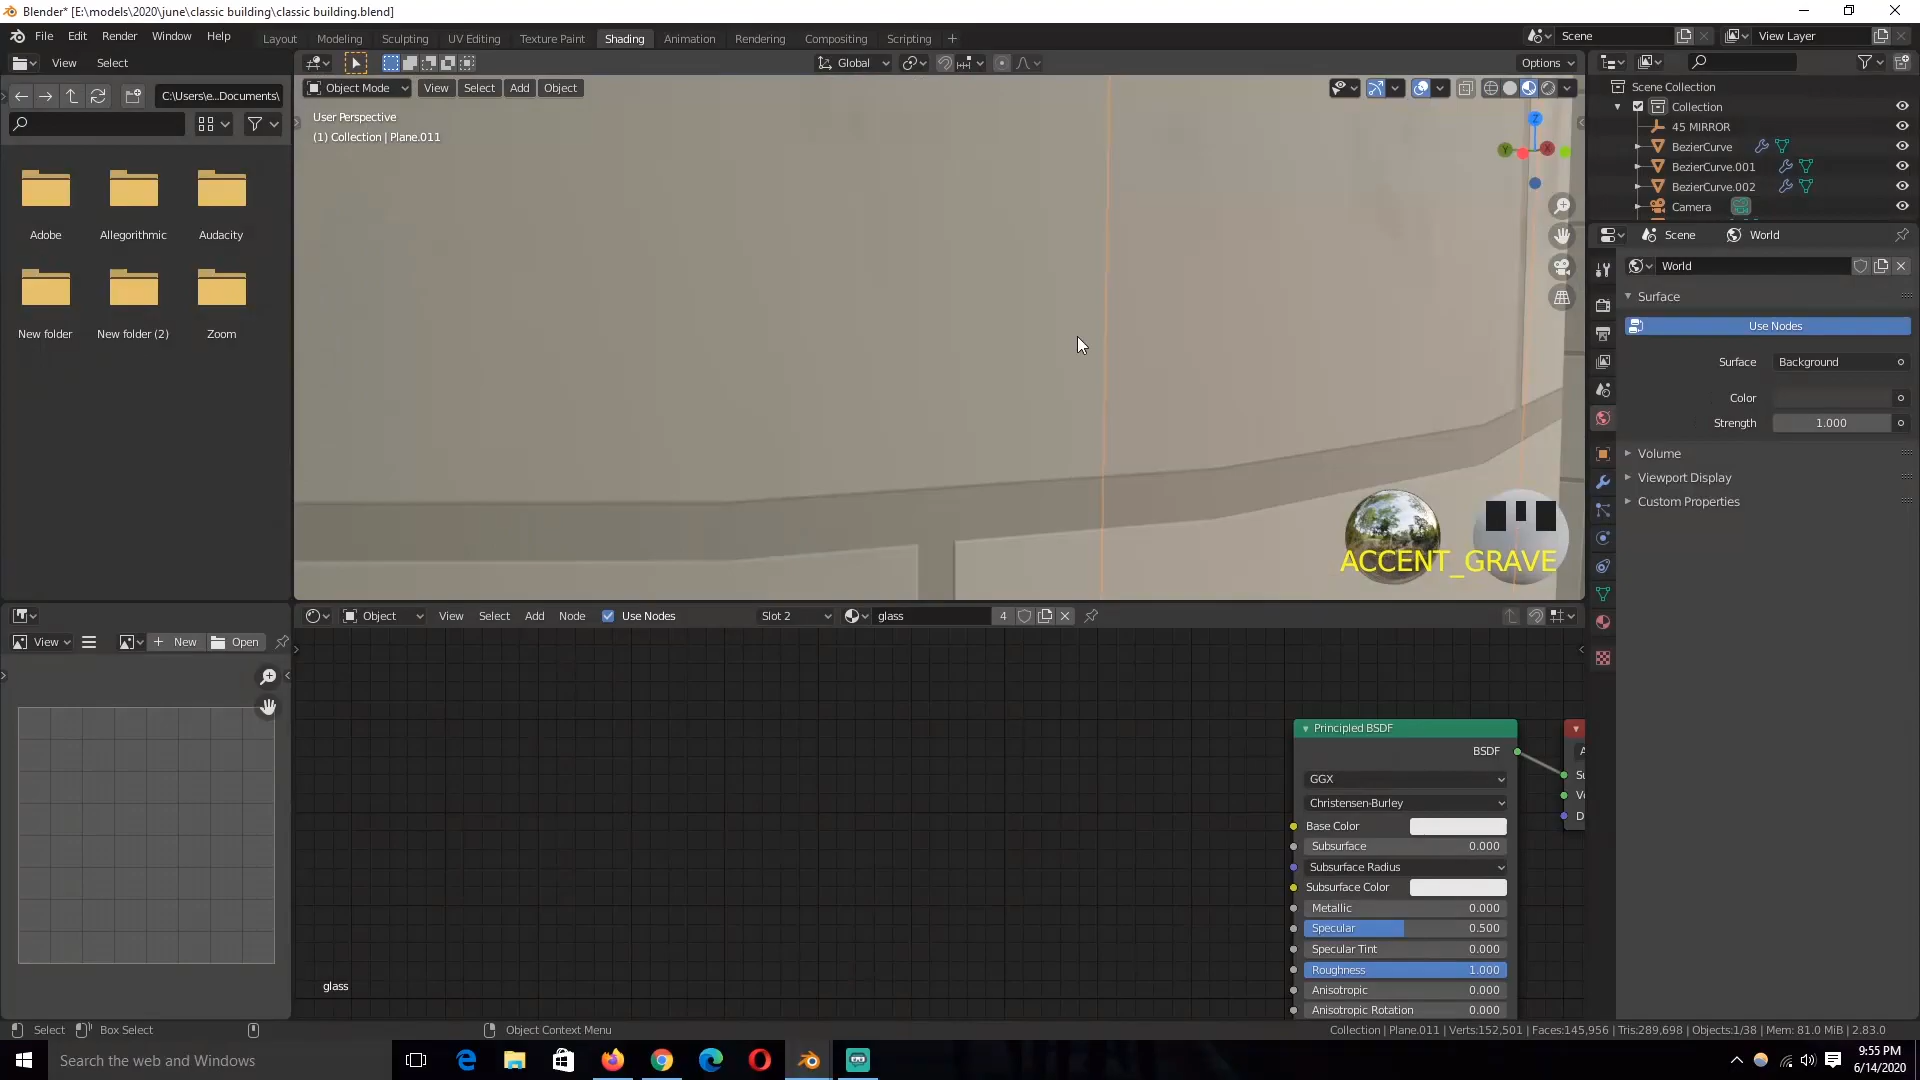 Blender* [E:\models\2020\june\classic building\classic building.blend]
File Edit Render Window Help
Layout Modeling Sculpting UV Editing Texture Paint Shading Animation Rendering Compositing Scripting +
Scene View Layer
View Select
Global Options
C:\Users\e...Documents\
Object Mode View Select Add Object
User Perspective
(1) Collection | Plane.011
Adobe Allegorithmic Audacity
New folder New folder (2) Zoom
Z
Y X
ACCENT_GRAVE
Scene Collection
Collection
45 MIRROR
BezierCurve
BezierCurve.001
BezierCurve.002
Camera
Scene World
World
Surface
Use Nodes
Surface Background
Color
Strength 1.000
Volume
Viewport Display
Custom Properties
View + New Open
Object View Select Add Node Use Nodes Slot 2 glass 4
Principled BSDF
BSDF
GGX
Christensen-Burley
Base Color
Subsurface 0.000
Subsurface Radius
Subsurface Color
Metallic 0.000
Specular 0.500
Specular Tint 0.000
Roughness 1.000
Anisotropic 0.000
Anisotropic Rotation 0.000
glass
Select Box Select Object Context Menu
Collection | Plane.011 | Verts:152,501 | Faces:145,956 | Tris:289,698 | Objects:1/38 | Mem: 81.0 MiB | 2.83.0
Search the web and Windows
9:55 PM
6/14/2020